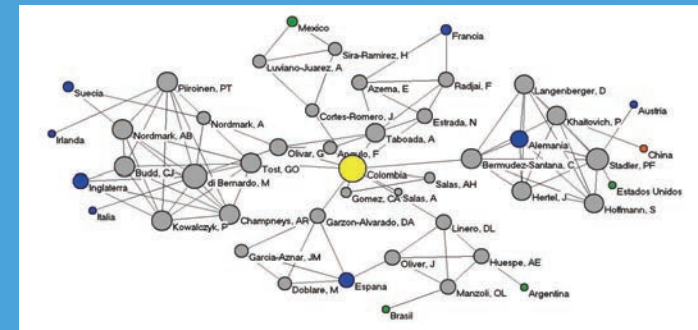 Mexico
Sira-Ramirez, H
Francia
Luviano-Juarez, A
Suecia
Piiroinen, PT
Azema, E
Radjai, F
Langenberger, D
Nordmark, A
Cortes-Romero, J
Estrada, N
Khaitovich, P
Austria
Irlanda
Nordmark, AB
Olivar, G
Angulo, F
Taboada, A
Alemania
China
Budd, CJ
di Bernardo, M
Tost, GO
Colombia
Bermudez-Santana, C
Stadler, PF
Inglaterra
Salas, AH
Estados Unidos
Gomez, CA
Salas, A
Hertel, J
Hoffmann, S
Italia
Kowalczyk, P
Champneys, AR
Garzon-Alvarado, DA
Linero, DL
Garcia-Aznar, JM
Oliver, J
Huespe, AE
Doblare, M
Espana
Manzoli, OL
Argentina
Brasil